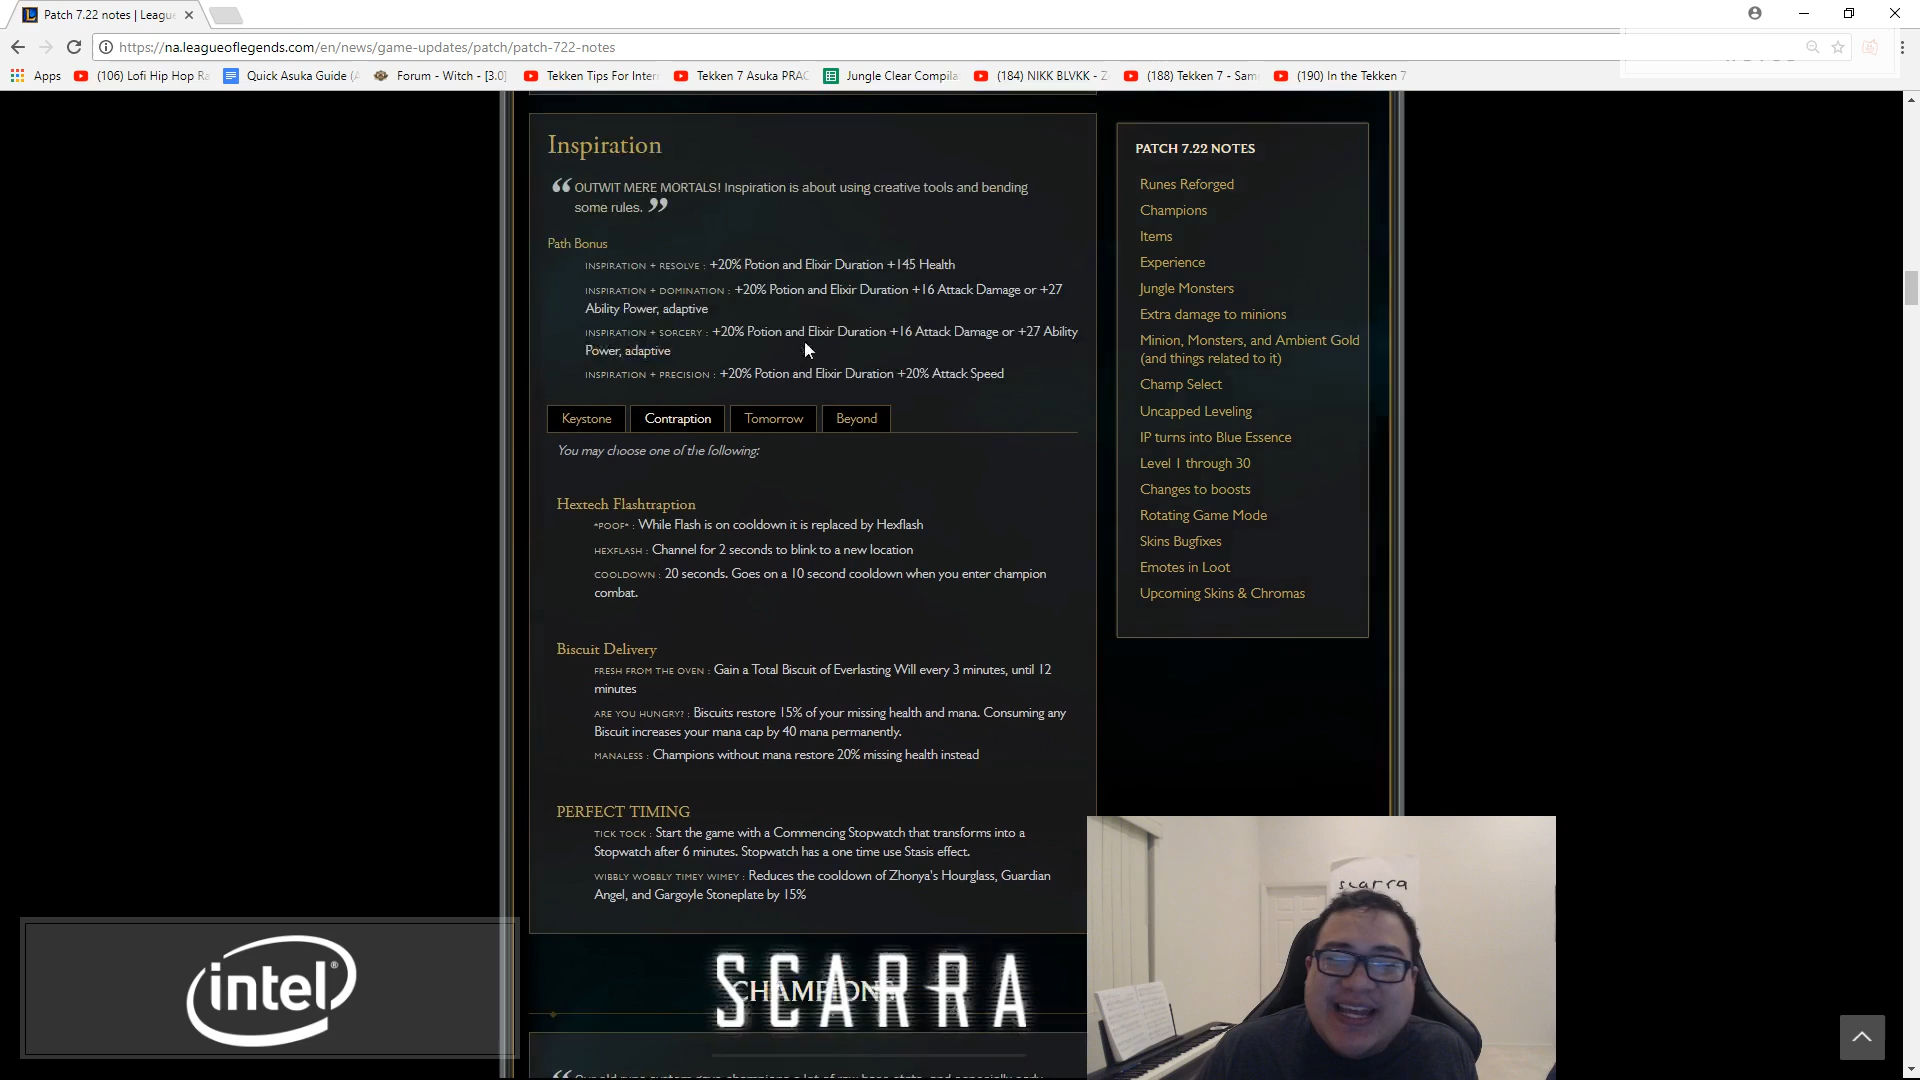 Patch 7.22 notes | Leagu
https://na.leagueoflegends.com/en/news/game-updates/patch/patch-722-notes
Apps (106) Lofi Hip Hop Ra Quick Asuka Guide (A Forum - Witch - [3.0] Tekken Tips For Inter Tekken 7 Asuka PRAC Jungle Clear Compila (184) NIKK BLVKK - Z (188) Tekken 7 - Sam (190) In the Tekken 7
Inspiration
“ OUTWIT MERE MORTALS! Inspiration is about using creative tools and bending
some rules. ”
Path Bonus
INSPIRATION + RESOLVE : +20% Potion and Elixir Duration +145 Health
INSPIRATION + DOMINATION : +20% Potion and Elixir Duration +16 Attack Damage or +27
Ability Power, adaptive
INSPIRATION + SORCERY : +20% Potion and Elixir Duration +16 Attack Damage or +27 Ability
Power, adaptive
INSPIRATION + PRECISION : +20% Potion and Elixir Duration +20% Attack Speed
Keystone Contraption Tomorrow Beyond
You may choose one of the following:
Hextech Flashtraption
*POOF* : While Flash is on cooldown it is replaced by Hexflash
HEXFLASH : Channel for 2 seconds to blink to a new location
COOLDOWN : 20 seconds. Goes on a 10 second cooldown when you enter champion
combat.
Biscuit Delivery
FRESH FROM THE OVEN : Gain a Total Biscuit of Everlasting Will every 3 minutes, until 12
minutes
ARE YOU HUNGRY? : Biscuits restore 15% of your missing health and mana. Consuming any
Biscuit increases your mana cap by 40 mana permanently.
MANALESS : Champions without mana restore 20% missing health instead
PERFECT TIMING
TICK TOCK : Start the game with a Commencing Stopwatch that transforms into a
Stopwatch after 6 minutes. Stopwatch has a one time use Stasis effect.
WIBBLY WOBBLY TIMEY WIMEY : Reduces the cooldown of Zhonya's Hourglass, Guardian
Angel, and Gargoyle Stoneplate by 15%
PATCH 7.22 NOTES
Runes Reforged
Champions
Items
Experience
Jungle Monsters
Extra damage to minions
Minion, Monsters, and Ambient Gold
(and things related to it)
Champ Select
Uncapped Leveling
IP turns into Blue Essence
Level 1 through 30
Changes to boosts
Rotating Game Mode
Skins Bugfixes
Emotes in Loot
Upcoming Skins & Chromas
scarra
intel
SCARRA